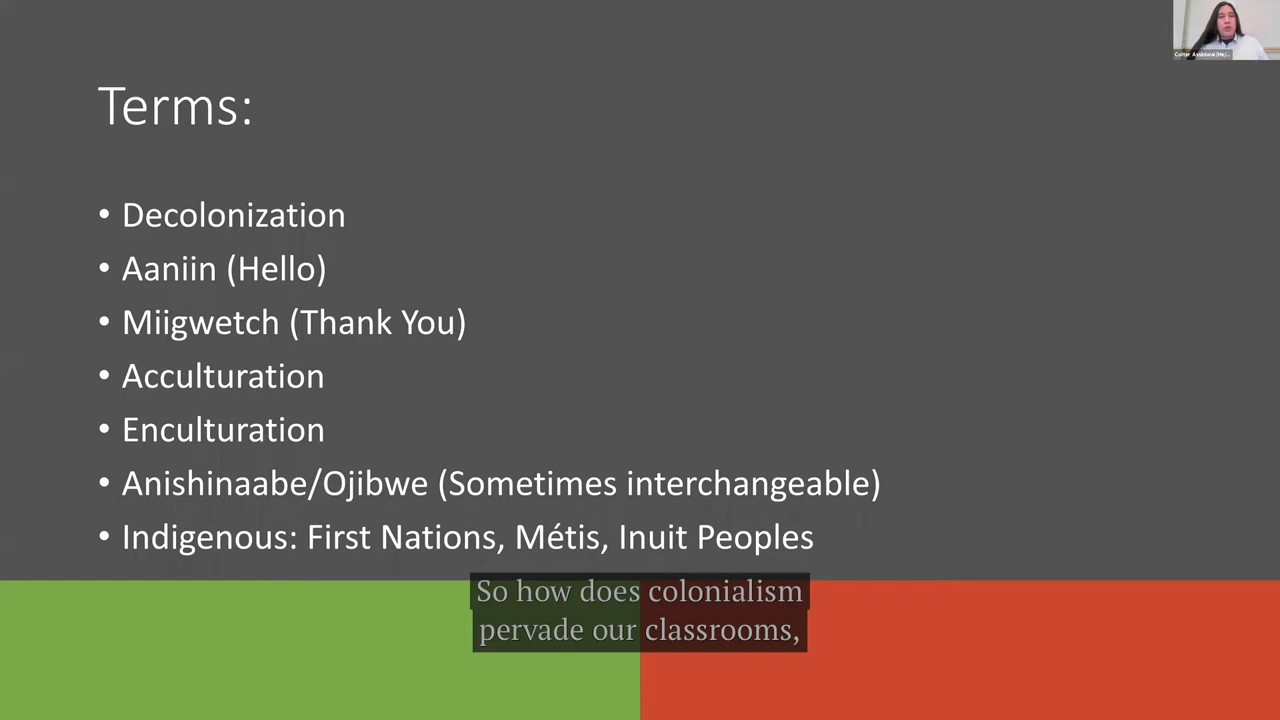 Terms:
• Decolonization
• Aaniin (Hello)
• Miigwetch (Thank You)
• Acculturation
• Enculturation
• Anishinaabe/Ojibwe (Sometimes interchangeable)
• Indigenous: First Nations, Métis, Inuit Peoples
So how does colonialism
pervade our classrooms,